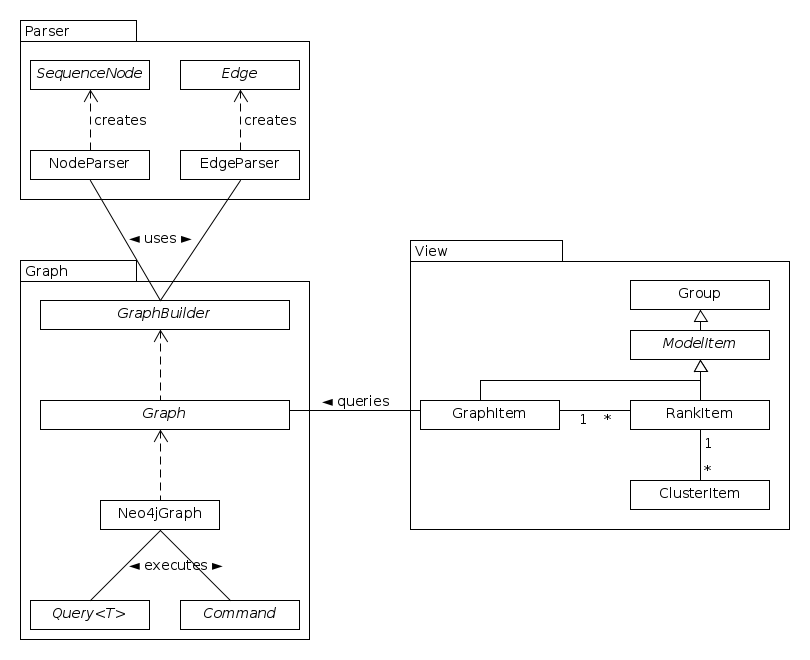 Parser
SequenceNode
Edge
creates
creates
NodeParser
EdgeParser
◄ uses ►
Graph
GraphBuilder
Graph
Neo4jGraph
◄ executes ►
Query<T>
Command
◄ queries
View
Group
ModelItem
GraphItem
1 *
RankItem
1
*
ClusterItem